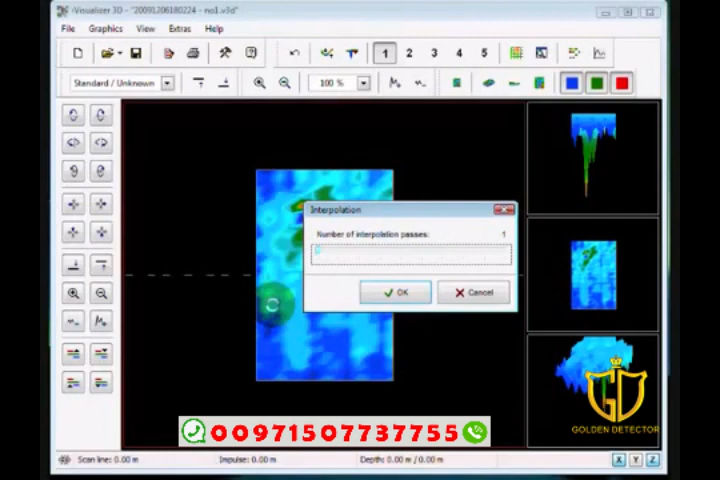 Visualizer 3D - "20091206180224 - no1.v3d"
File Graphics View Extras Help
1 2 3 4 5
Standard / Unknown 100 %
Interpolation
Number of interpolation passes: 1
OK Cancel
GD
GOLDEN DETECTOR
00971507737755
Scan line: 0.00 m Impulse: 0.00 m Depth: 0.00 m / 0.00 m X Y Z